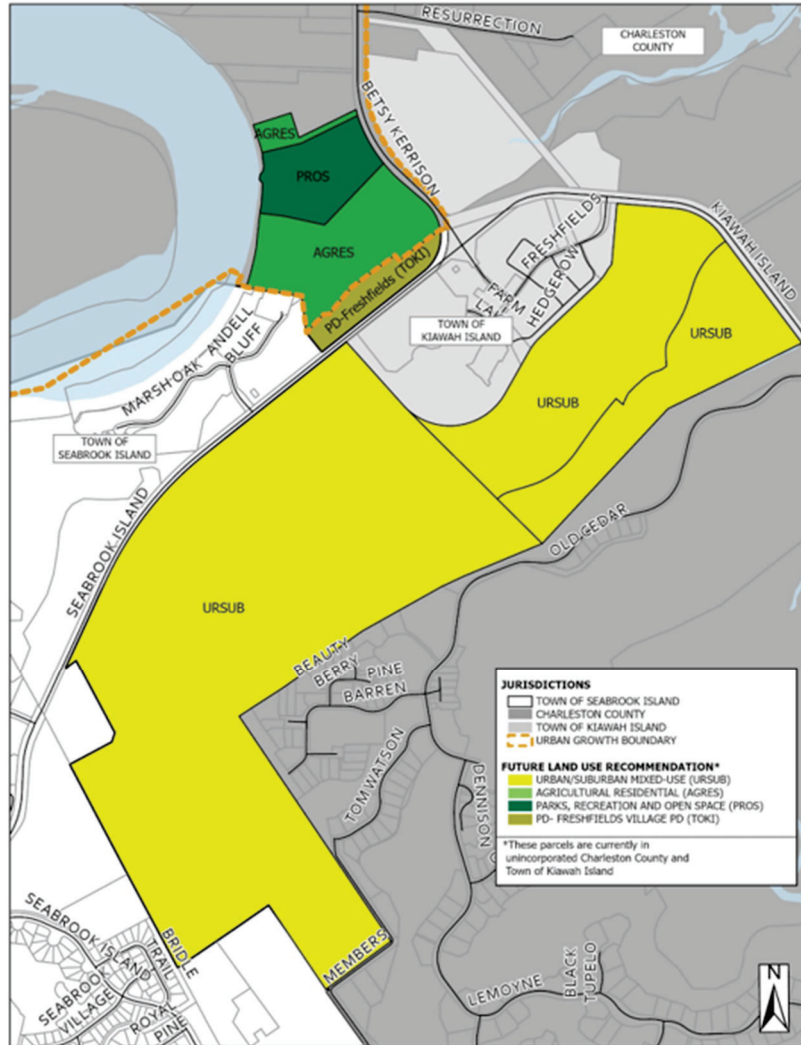 RESURRECTION
CHARLESTON
COUNTY
BETSY KERRISON
AGRES
PROS
AGRES
PD-Freshfields (TOKI)
KIAWAH ISLAND
FRESHFIELDS
HEDGEROW
FARM
LAKE
TOWN OF
KIAWAH ISLAND
URSUB
URSUB
MARSH OAK
ANDELL
BLUFF
TOWN OF
SEABROOK ISLAND
SEABROOK ISLAND
OLD CEDAR
URSUB
BEAUTY
BERRY
PINE
BARREN
TOM WATSON
DENNISON
JURISDICTIONS
TOWN OF SEABROOK ISLAND
CHARLESTON COUNTY
TOWN OF KIAWAH ISLAND
URBAN GROWTH BOUNDARY
FUTURE LAND USE RECOMMENDATION*
URBAN/SUBURBAN MIXED-USE (URSUB)
AGRICULTURAL RESIDENTIAL (AGRES)
PARKS, RECREATION AND OPEN SPACE (PROS)
PD- FRESHFIELDS VILLAGE PD (TOKI)
*These parcels are currently in
unincorporated Charleston County and
Town of Kiawah Island
SEABROOK ISLAND
BRIDLE
TRAIL
SEABROOK
VILLAGE
ROYAL
PINE
MEMBERS
LEMOYNE
BLACK
TUPELO
N